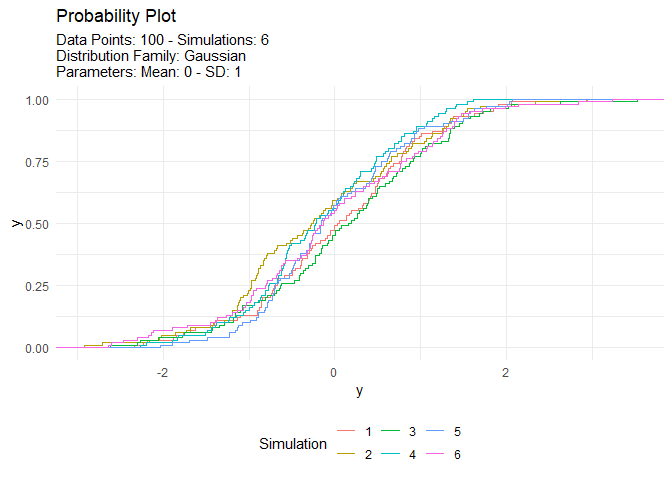 Probability Plot
Data Points: 100 - Simulations: 6
Distribution Family: Gaussian
Parameters: Mean: 0 - SD: 1
1.00
0.75
0.50
0.25
0.00
y
-2
0
2
y
Simulation
1 3 5
2 4 6